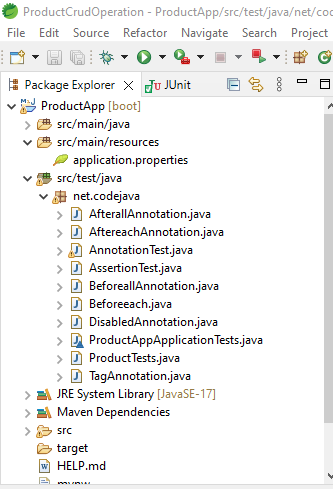 ProductCrudOperation - ProductApp/src/test/java/net/coc
File Edit Source Refactor Navigate Search Project
Package Explorer JUnit
ProductApp [boot]
src/main/java
src/main/resources
application.properties
src/test/java
net.codejava
AfterallAnnotation.java
AftereachAnnotation.java
AnnotationTest.java
AssertionTest.java
BeforeallAnnotation.java
Beforeeach.java
DisabledAnnotation.java
ProductAppApplicationTests.java
ProductTests.java
TagAnnotation.java
JRE System Library [JavaSE-17]
Maven Dependencies
src
target
HELP.md